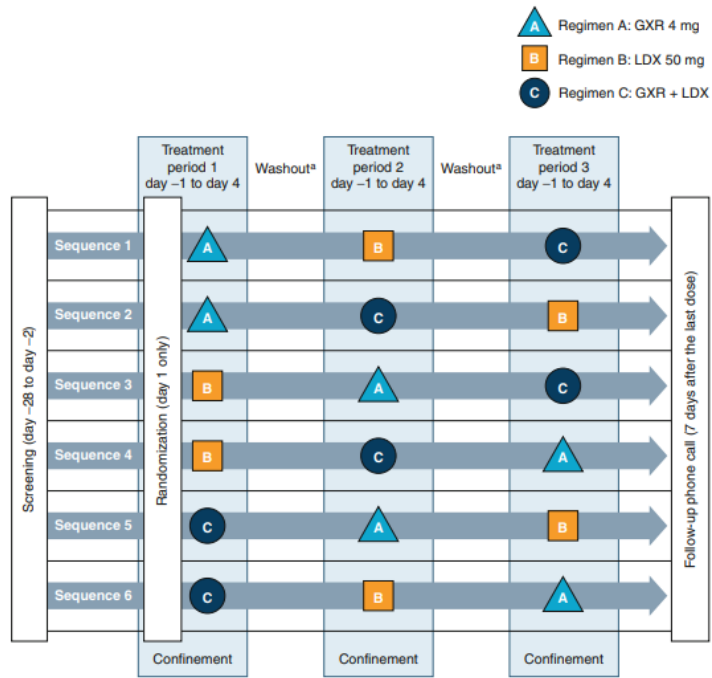 A Regimen A: GXR 4 mg
B Regimen B: LDX 50 mg
C Regimen C: GXR + LDX
Treatment
period 1
day –1 to day 4
Washoutᵃ
Treatment
period 2
day –1 to day 4
Washoutᵃ
Treatment
period 3
day –1 to day 4
Screening (day –28 to day –2)
Randomization (day 1 only)
Sequence 1 A B C
Sequence 2 A C B
Sequence 3 B A C
Sequence 4 B C A
Sequence 5 C A B
Sequence 6 C B A
Follow-up phone call (7 days after the last dose)
Confinement
Confinement
Confinement